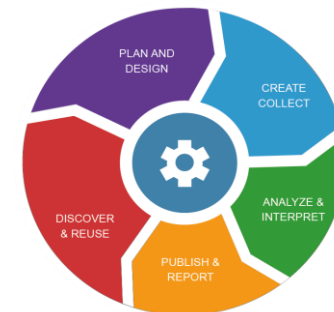 PLAN AND
DESIGN
CREATE
COLLECT
ANALYZE &
INTERPRET
PUBLISH &
REPORT
DISCOVER
& REUSE